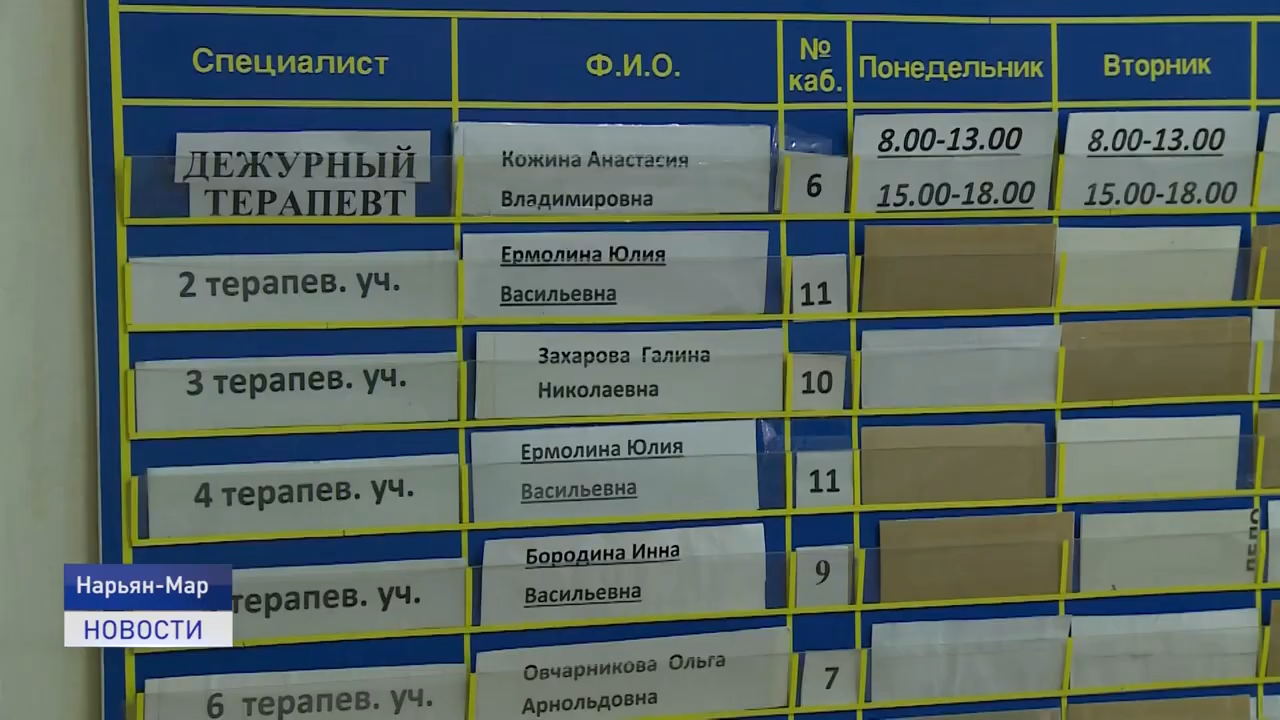 Специалист
Ф.И.О.
№
каб.
Понедельник
Вторник
ДЕЖУРНЫЙ
ТЕРАПЕВТ
Кожина Анастасия
Владимировна
6
8.00-13.00
15.00-18.00
8.00-13.00
15.00-18.00
2 терапев. уч.
Ермолина Юлия
Васильевна
11
3 терапев. уч.
Захарова Галина
Николаевна
10
4 терапев. уч.
Ермолина Юлия
Васильевна
11
терапев. уч.
Бородина Инна
Васильевна
9
6 терапев. уч.
Овчарникова Ольга
Арнольдовна
7
Нарьян-Мар
НОВОСТИ